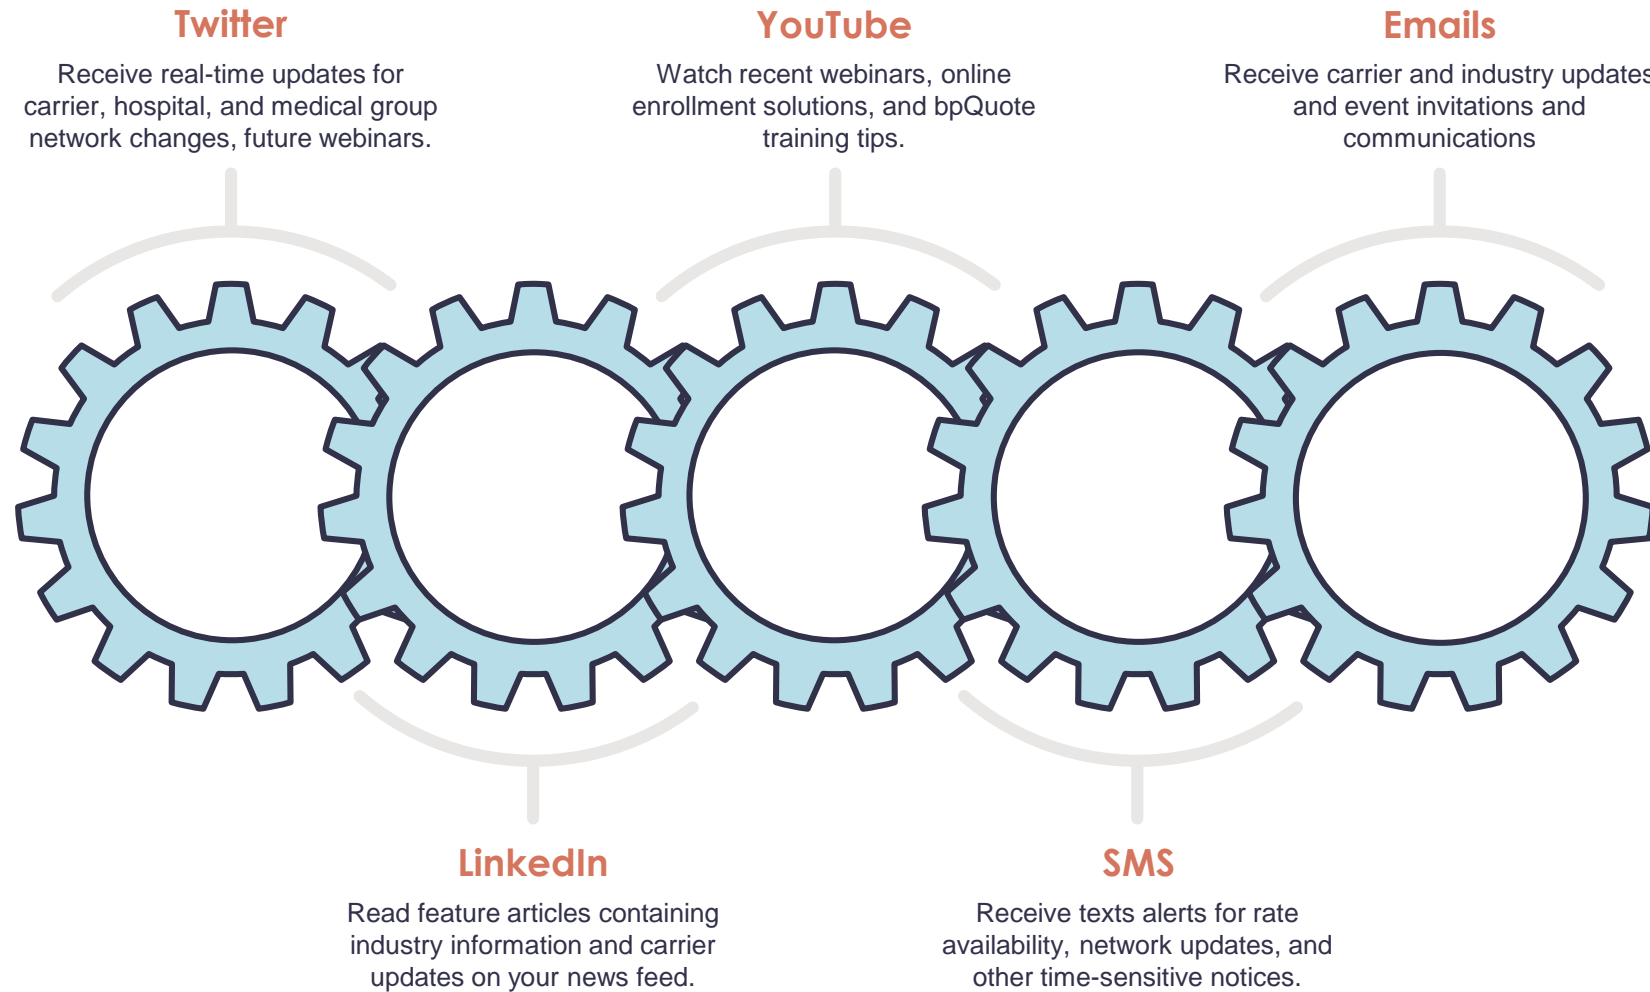 Twitter
Receive real-time updates for
carrier, hospital, and medical group
network changes, future webinars.
YouTube
Watch recent webinars, online
enrollment solutions, and bpQuote
training tips.
Emails
Receive carrier and industry updates
and event invitations and
communications
LinkedIn
Read feature articles containing
industry information and carrier
updates on your news feed.
SMS
Receive texts alerts for rate
availability, network updates, and
other time-sensitive notices.